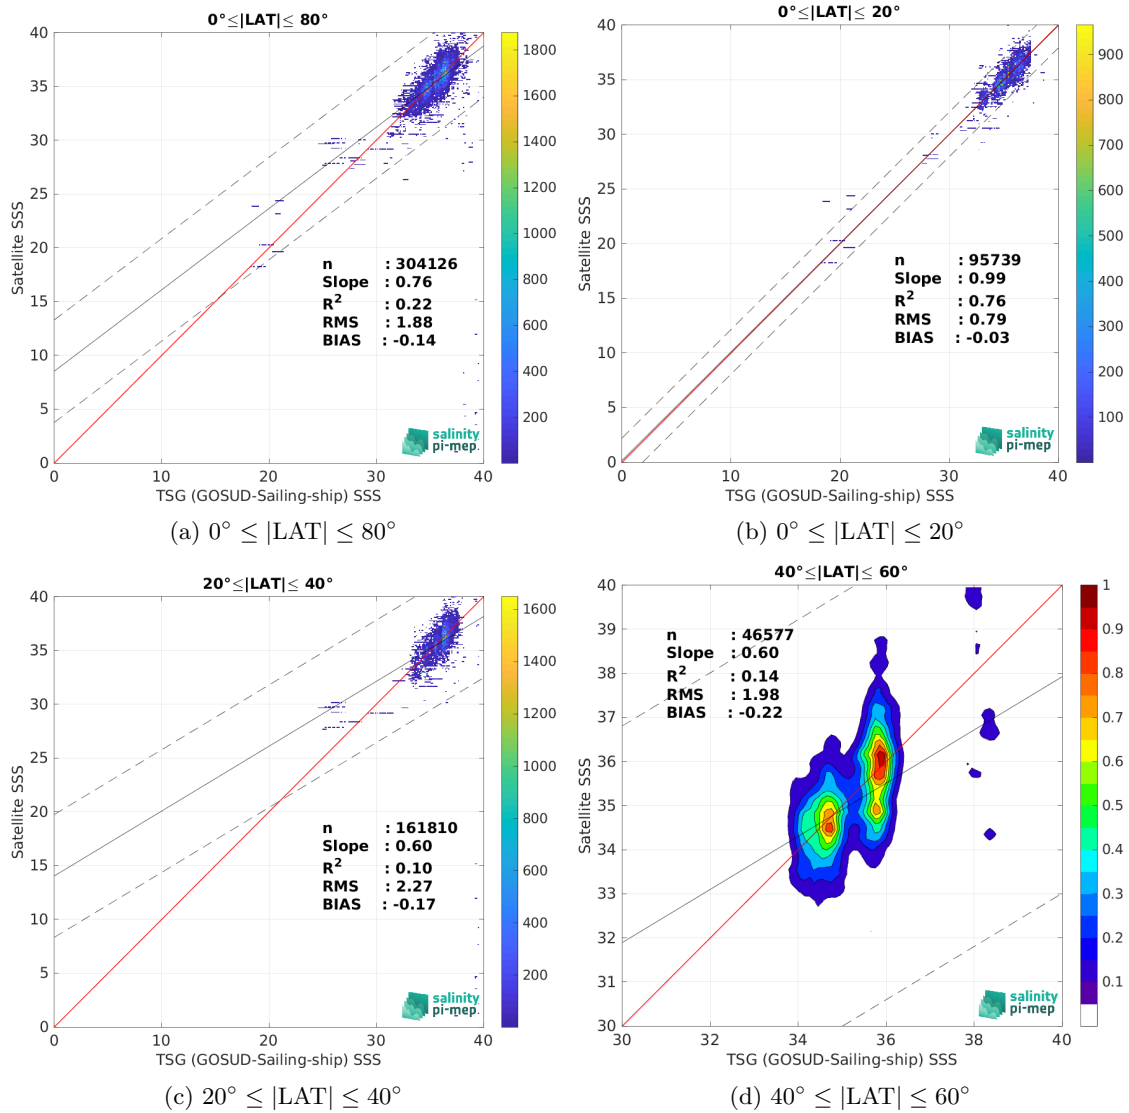 0°≤|LAT|≤ 80°
40
35
30
25
20
15
10
5
0
Satellite SSS
n : 304126
Slope : 0.76
R² : 0.22
RMS : 1.88
BIAS : -0.14
salinity
pi-mep
0 10 20 30 40
TSG (GOSUD-Sailing-ship) SSS
1800
1600
1400
1200
1000
800
600
400
200
(a) 0° ≤ |LAT| ≤ 80°
0°≤|LAT|≤ 20°
40
35
30
25
20
15
10
5
0
Satellite SSS
n : 95739
Slope : 0.99
R² : 0.76
RMS : 0.79
BIAS : -0.03
salinity
pi-mep
0 10 20 30 40
TSG (GOSUD-Sailing-ship) SSS
900
800
700
600
500
400
300
200
100
(b) 0° ≤ |LAT| ≤ 20°
20°≤|LAT|≤ 40°
40
35
30
25
20
15
10
5
0
Satellite SSS
n : 161810
Slope : 0.60
R² : 0.10
RMS : 2.27
BIAS : -0.17
salinity
pi-mep
0 10 20 30 40
TSG (GOSUD-Sailing-ship) SSS
1600
1400
1200
1000
800
600
400
200
(c) 20° ≤ |LAT| ≤ 40°
40°≤|LAT|≤ 60°
40
39
38
37
36
35
34
33
32
31
30
Satellite SSS
n : 46577
Slope : 0.60
R² : 0.14
RMS : 1.98
BIAS : -0.22
salinity
pi-mep
30 32 34 36 38 40
TSG (GOSUD-Sailing-ship) SSS
1
0.9
0.8
0.7
0.6
0.5
0.4
0.3
0.2
0.1
(d) 40° ≤ |LAT| ≤ 60°